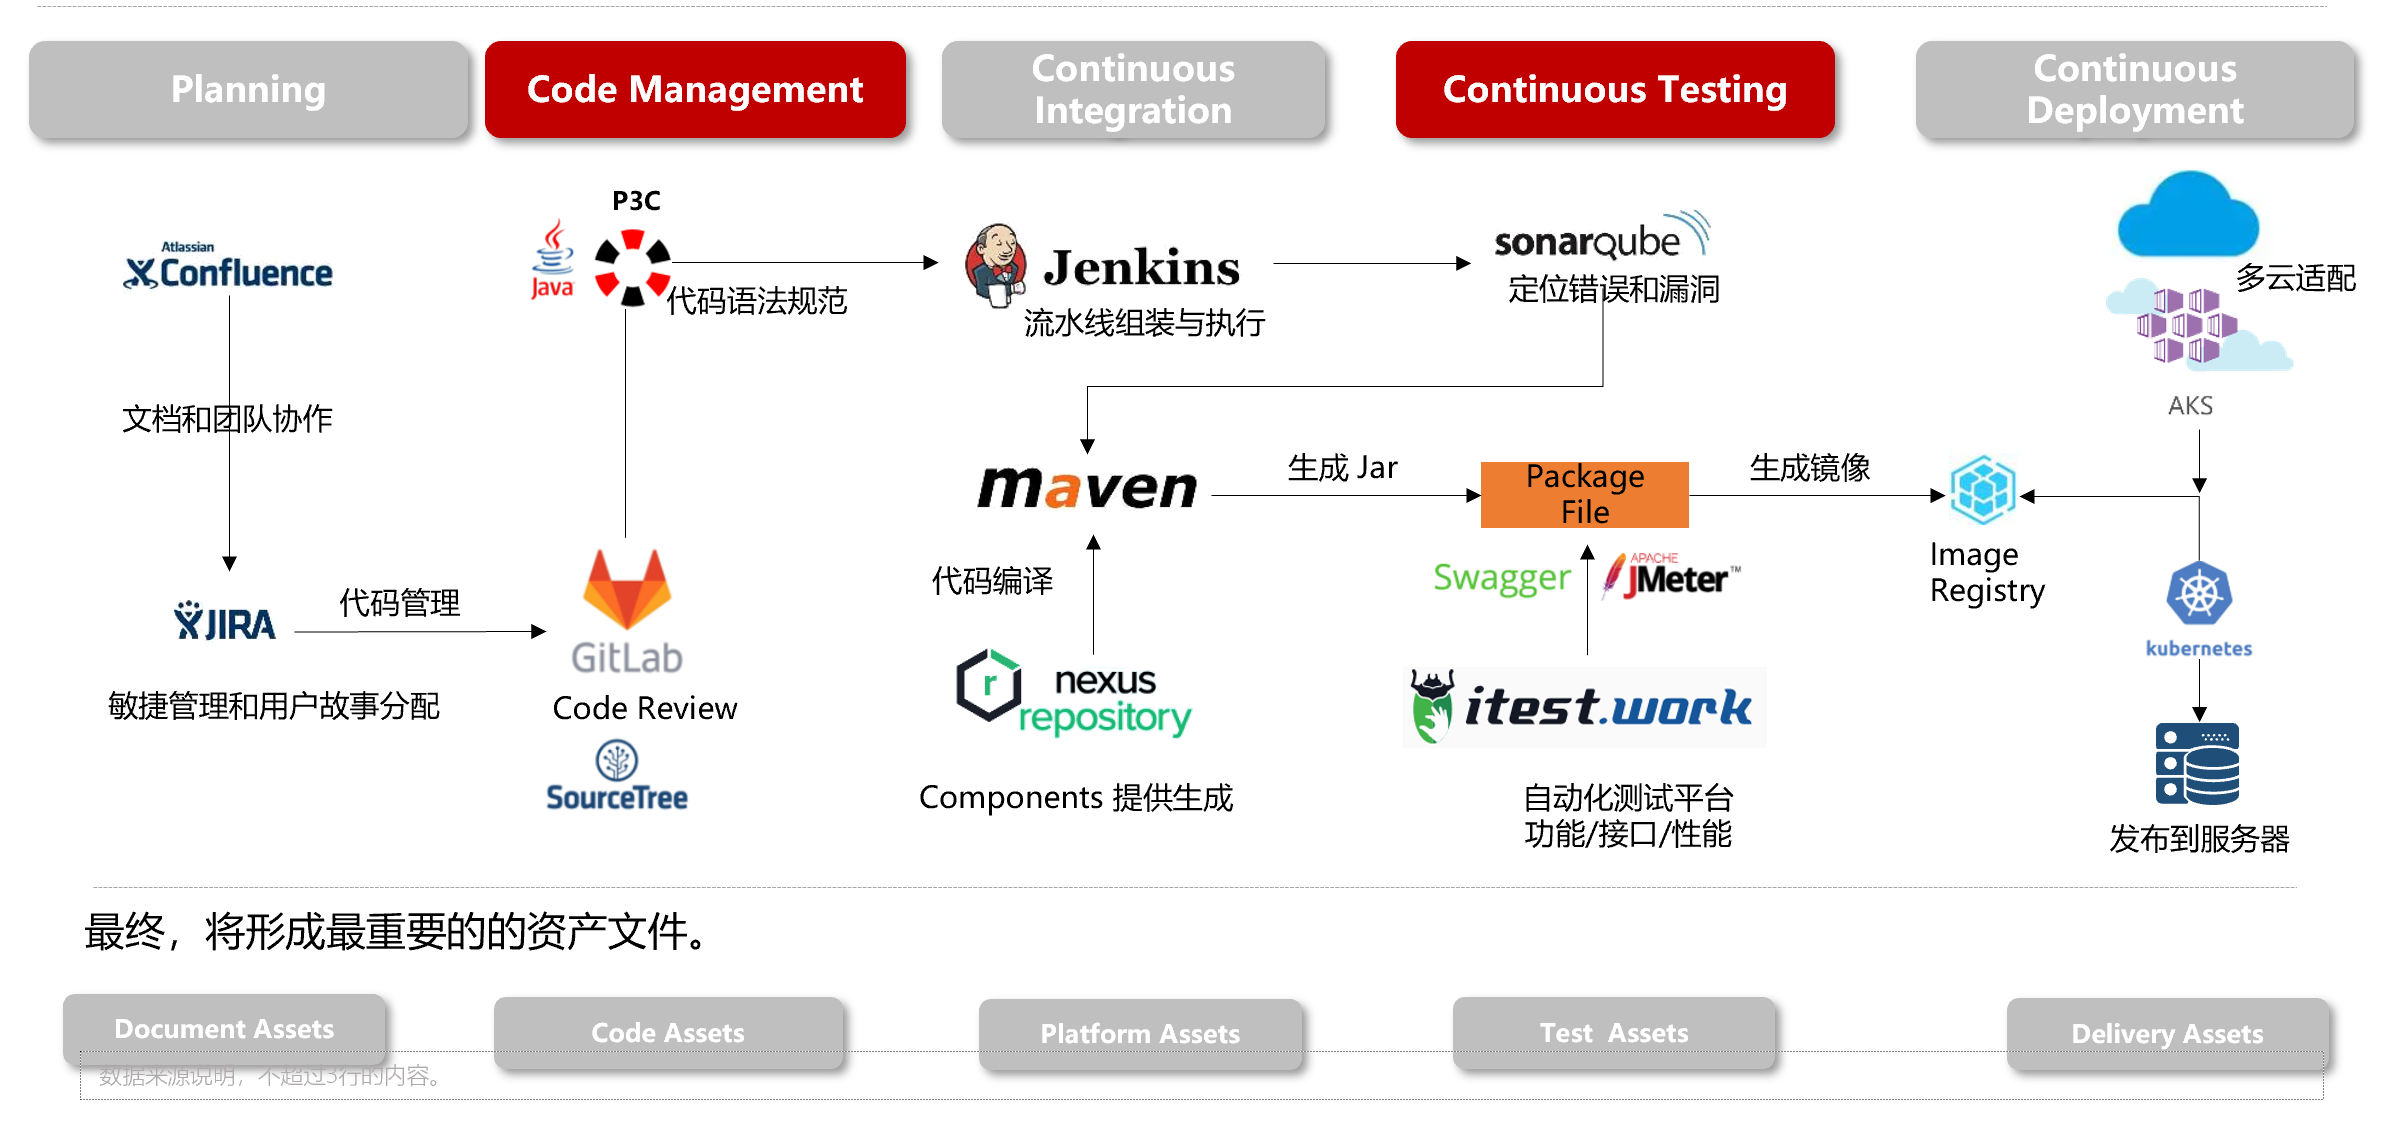 Planning
Code Management
Continuous
Integration
Continuous Testing
Continuous
Deployment
Atlassian
Confluence
文档和团队协作
JIRA
敏捷管理和用户故事分配
代码管理
P3C
Java
代码语法规范
GitLab
Code Review
SourceTree
Jenkins
流水线组装与执行
maven
代码编译
nexus
repository
Components 提供生成
sonarqube
定位错误和漏洞
生成 Jar
Package
File
生成镜像
Swagger
APACHE
JMeter™
itest.work
自动化测试平台
功能/接口/性能
多云适配
AKS
Image
Registry
kubernetes
发布到服务器
最终，将形成最重要的的资产文件。
Document Assets
Code Assets
Platform Assets
Test  Assets
Delivery Assets
数据来源说明，不超过3行的内容。